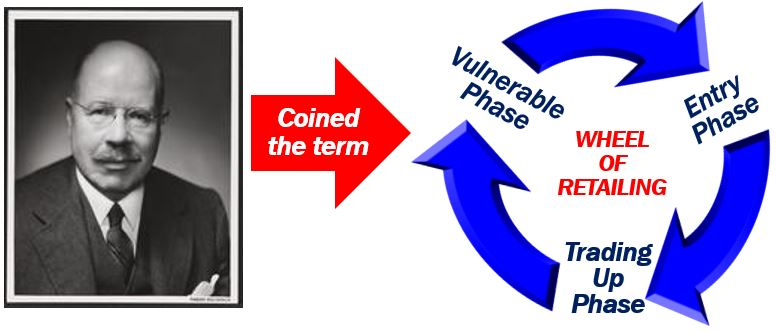 Coined
the term
Vulnerable
Phase
Entry
Phase
WHEEL
OF
RETAILING
Trading
Up
Phase